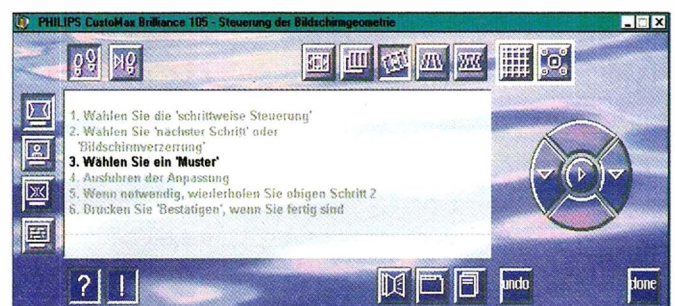 PHILIPS CustoMax Brilliance 105 - Steuerung der Bildschirmgeometrie
1. Wählen Sie die 'schrittweise Steuerung'
2. Wählen Sie 'nächster Schritt' oder
'Bildschirmverzerrung'
3. Wählen Sie ein 'Muster'
4. Ausführen der Anpassung
5. Wenn notwendig, wiederholen Sie obigen Schritt 2
6. Drücken Sie 'Bestätigen', wenn Sie fertig sind
? !
undo
done